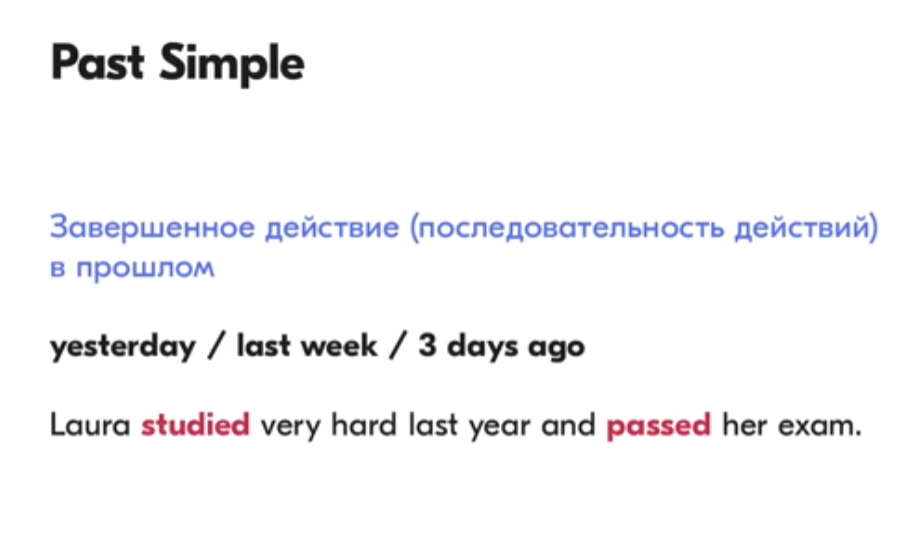 Past Simple
Завершенное действие (последовательность действий)
в прошлом
yesterday / last week / 3 days ago
Laura studied very hard last year and passed her exam.